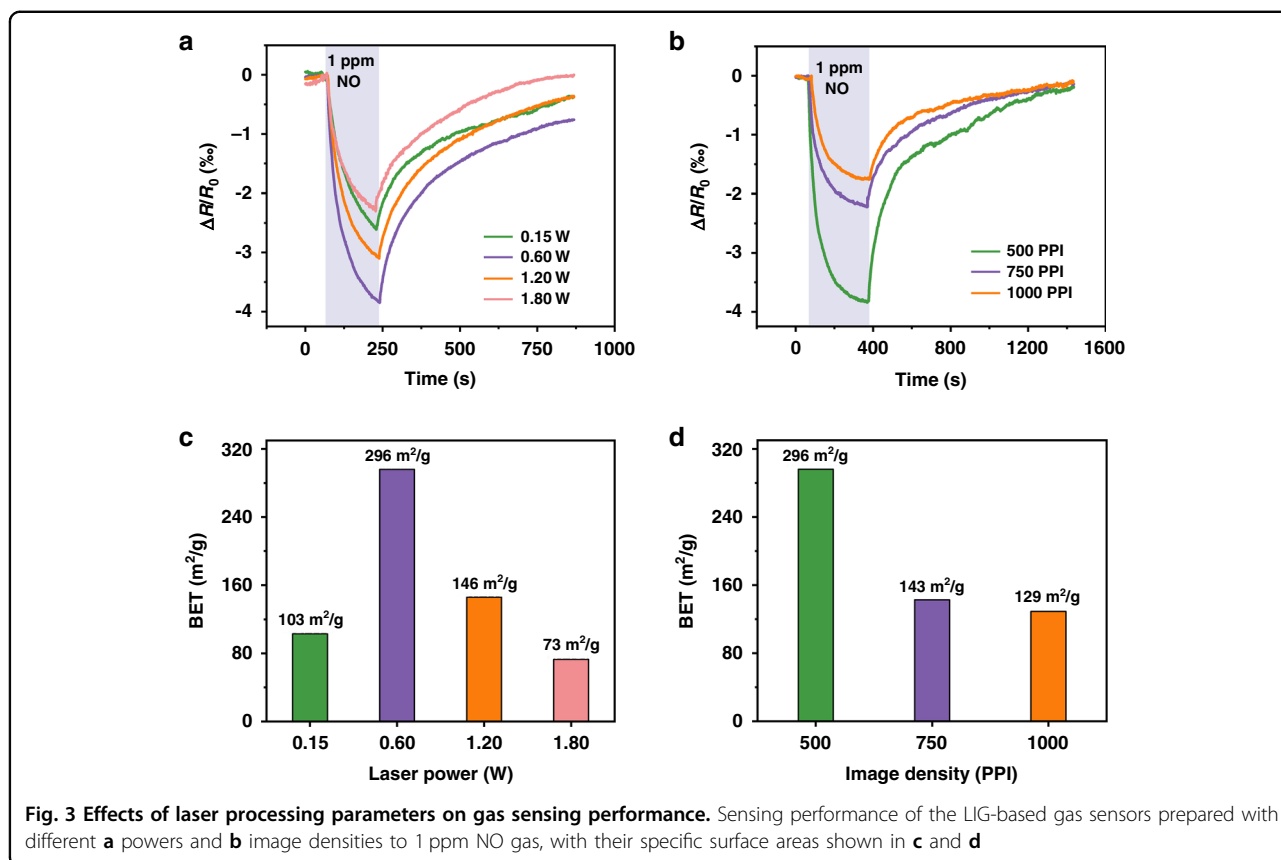 a
1 ppm
NO
0
−1
−2
−3
−4
ΔR/R0 (‰)
0.15 W
0.60 W
1.20 W
1.80 W
0 250 500 750 1000
Time (s)
b
1 ppm
NO
0
−1
−2
−3
−4
ΔR/R0 (‰)
500 PPI
750 PPI
1000 PPI
0 400 800 1200 1600
Time (s)
c
320
240
160
80
0
BET (m²/g)
103 m²/g
296 m²/g
146 m²/g
73 m²/g
0.15 0.60 1.20 1.80
Laser power (W)
d
320
240
160
80
0
BET (m²/g)
296 m²/g
143 m²/g
129 m²/g
500 750 1000
Image density (PPI)
Fig. 3 Effects of laser processing parameters on gas sensing performance. Sensing performance of the LIG-based gas sensors prepared with
different a powers and b image densities to 1 ppm NO gas, with their specific surface areas shown in c and d